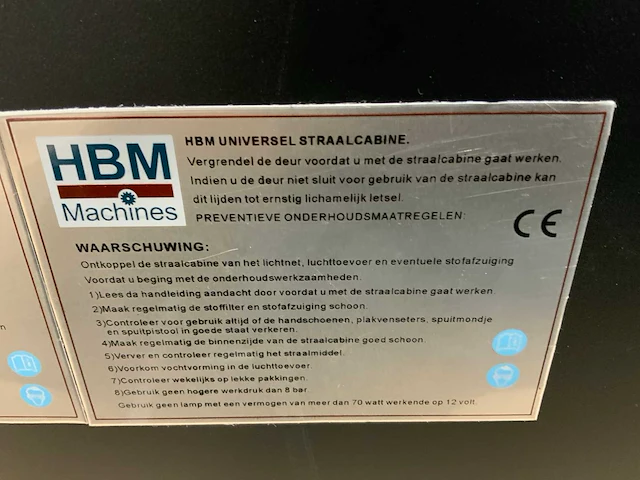 HBM
Machines
HBM UNIVERSEL STRAALCABINE.
Vergrendel de deur voordat u met de straalcabine gaat werken.
Indien u de deur niet sluit voor gebruik van de straalcabine kan
dit lijden tot ernstig lichamelijk letsel.
PREVENTIEVE ONDERHOUDSMAATREGELEN:
CE
WAARSCHUWING:
Ontkoppel de straalcabine van het lichtnet, luchttoevoer en eventuele stofafzuiging
Voordat u beging met de onderhoudswerkzaamheden.
1)Lees da handleiding aandacht door voordat u met de straalcabine gaat werken.
2)Maak regelmatig de stoffilter en stofafzuiging schoon.
3)Controleer voor gebruik altijd of de handschoenen, plakvenseters, spuitmondje
en spuitpistool in goede staat verkeren.
4)Maak regelmatig de binnenzijde van de straalcabine goed schoon.
5)Verver en controleer regelmatig het straalmiddel.
6)Voorkom vochtvorming in de luchttoevoer.
7)Controleer wekelijks op lekke pakkingen.
8)Gebruik geen hogere werkdruk dan 8 bar.
Gebruik geen lamp met een vermogen van meer dan 70 watt werkende op 12 volt.